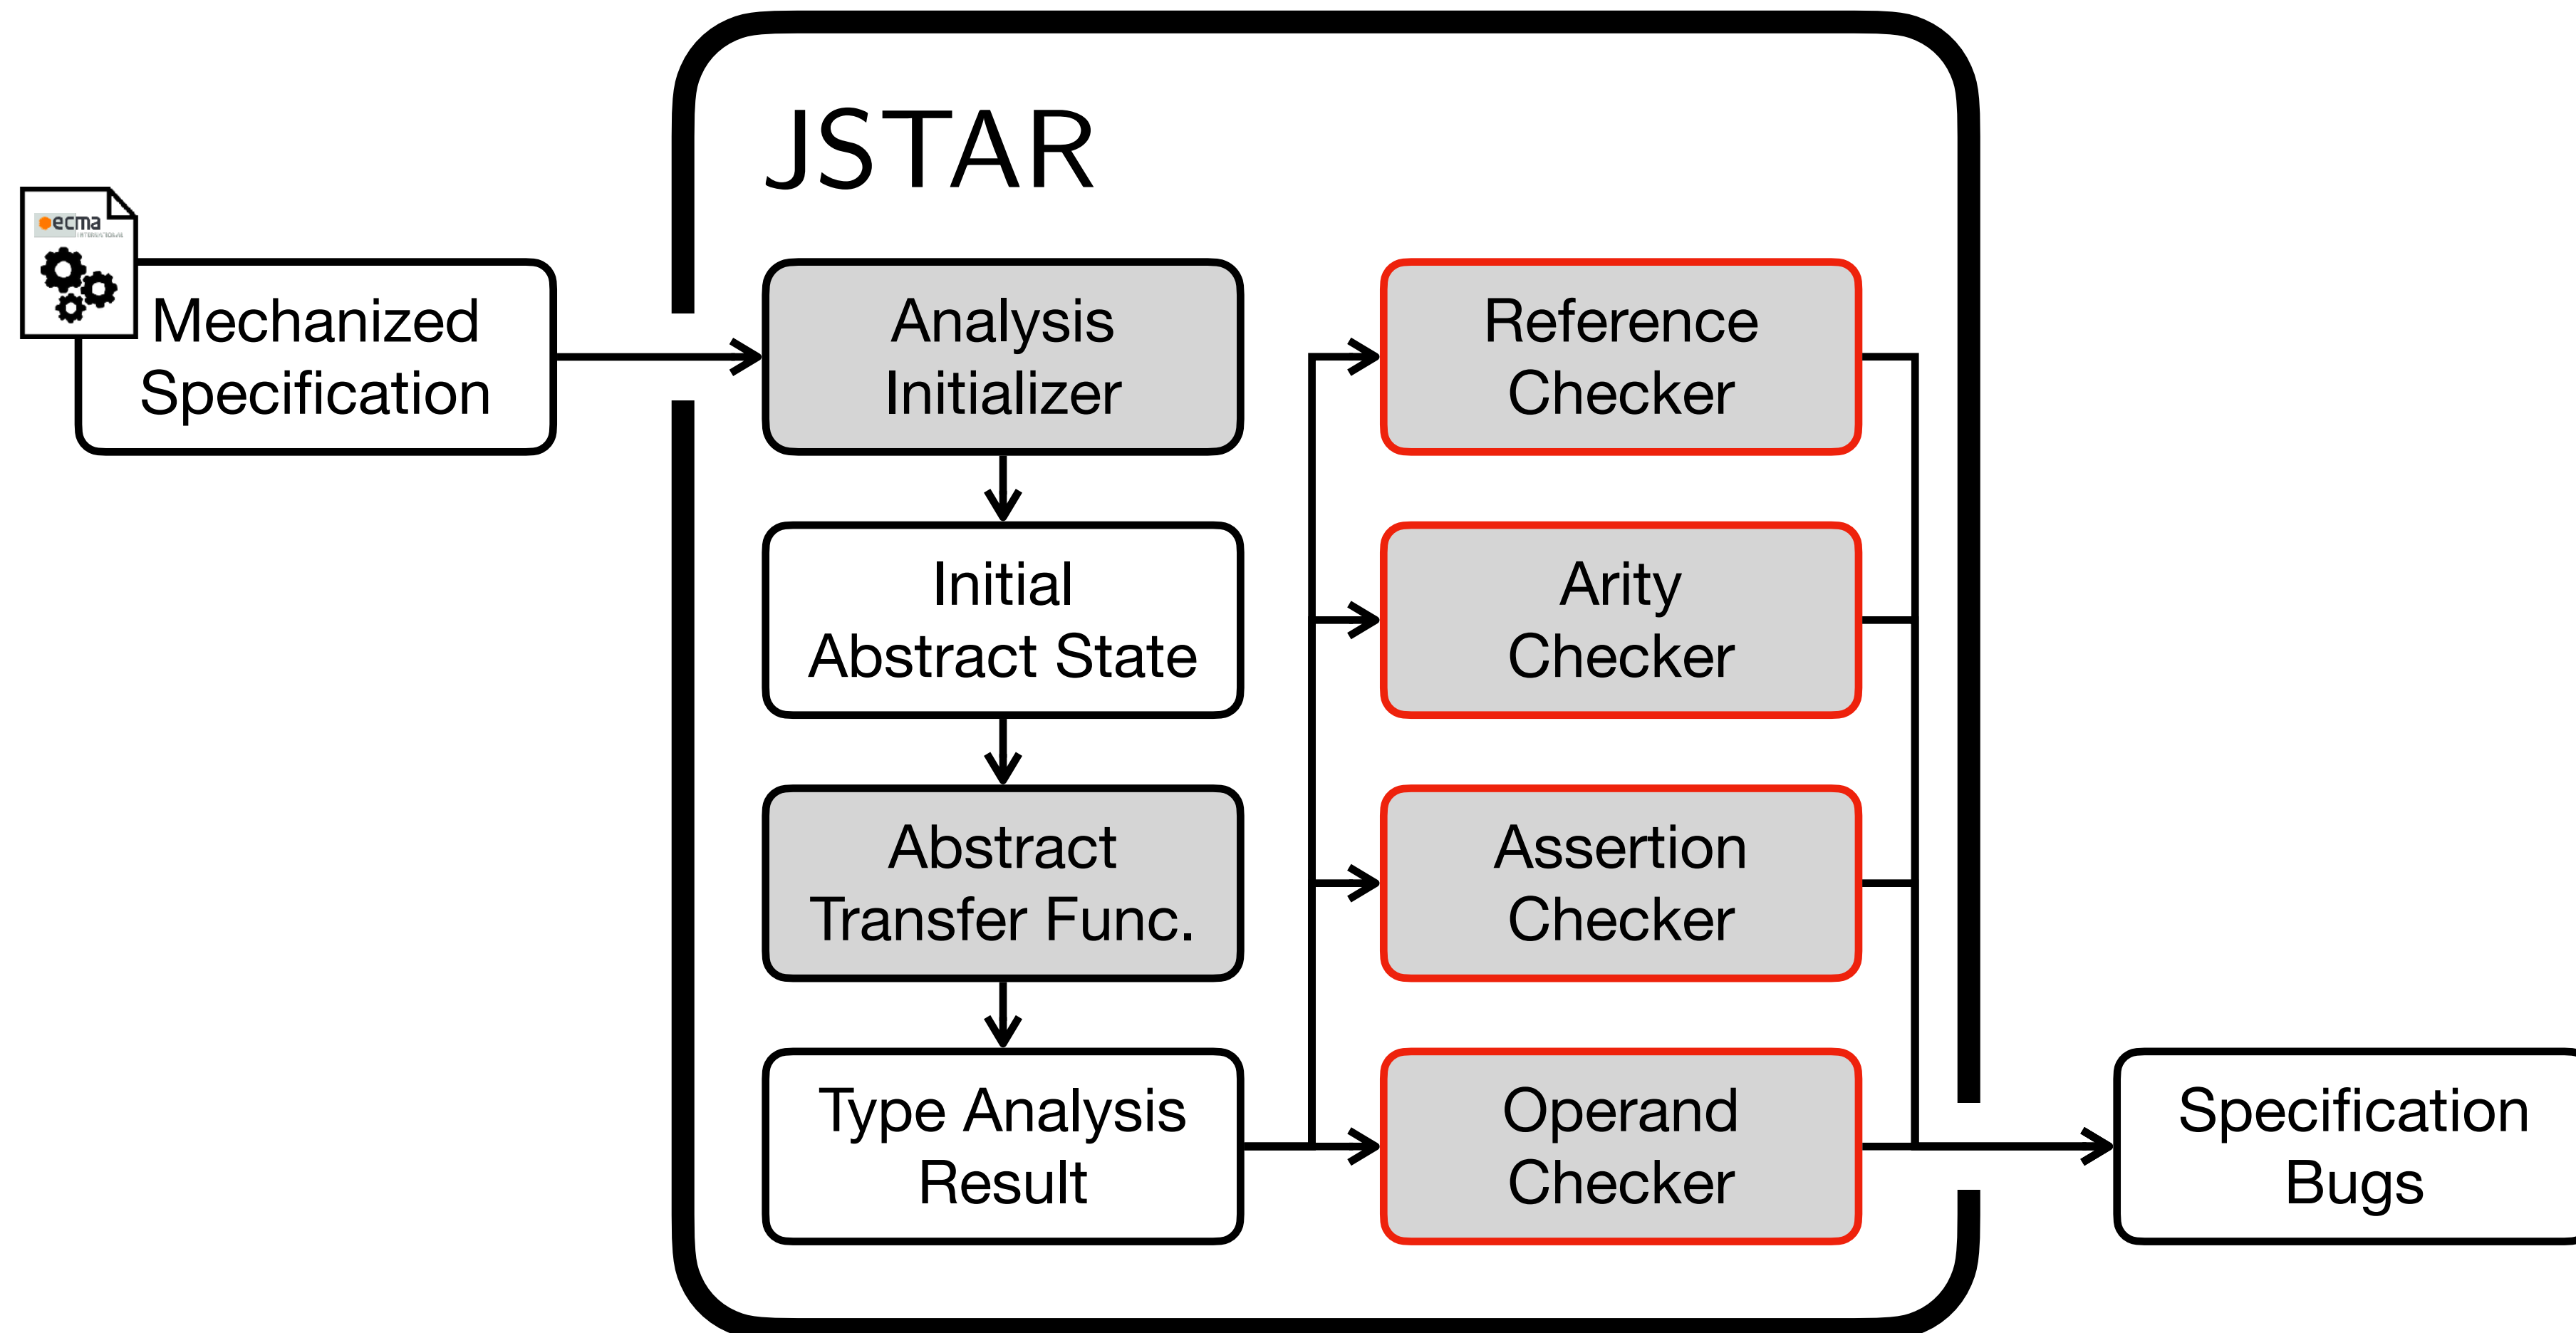 JSTAR
ecma
INTERNATIONAL
Mechanized
Specification
Analysis
Initializer
Initial
Abstract State
Abstract
Transfer Func.
Type Analysis
Result
Reference
Checker
Arity
Checker
Assertion
Checker
Operand
Checker
Specification
Bugs